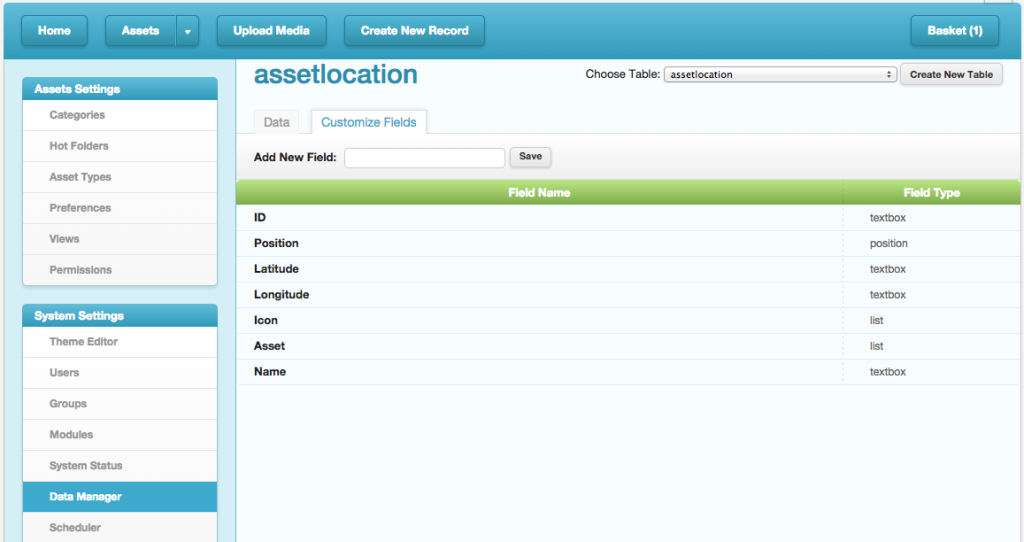 Home Assets Upload Media Create New Record Basket (1)
assetlocation Choose Table: assetlocation Create New Table
Data Customize Fields
Add New Field: Save
Field Name Field Type
ID textbox
Position position
Latitude textbox
Longitude textbox
Icon list
Asset list
Name textbox
Assets Settings
Categories
Hot Folders
Asset Types
Preferences
Views
Permissions
System Settings
Theme Editor
Users
Groups
Modules
System Status
Data Manager
Scheduler